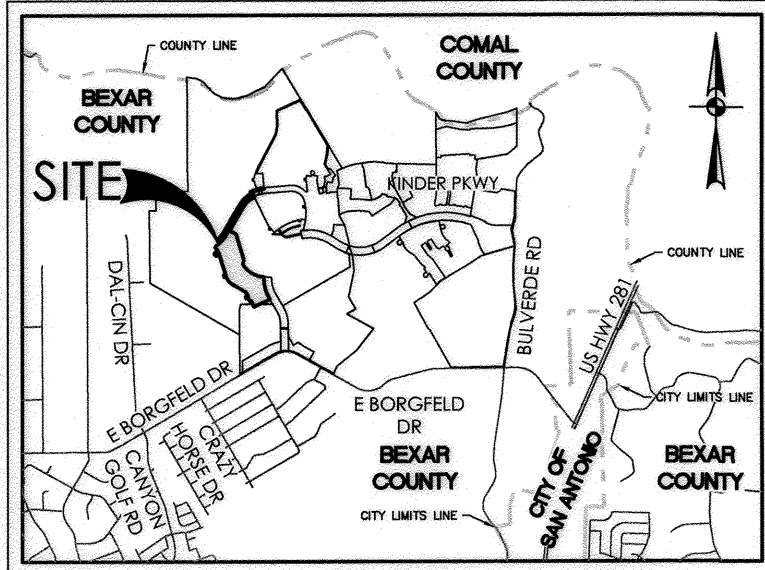 COUNTY LINE
COMAL
COUNTY
BEXAR
COUNTY
SITE
KINDER PKWY
COUNTY LINE
DAL-CIN DR
BULVERDE RD
US HWY 281
E BORGFELD DR
CITY LIMITS LINE
E BORGFELD
DR
CRAZY
HORSE DR
CANYON
GOLF RD
BEXAR
COUNTY
CITY OF
SAN ANTONIO
BEXAR
COUNTY
CITY LIMITS LINE